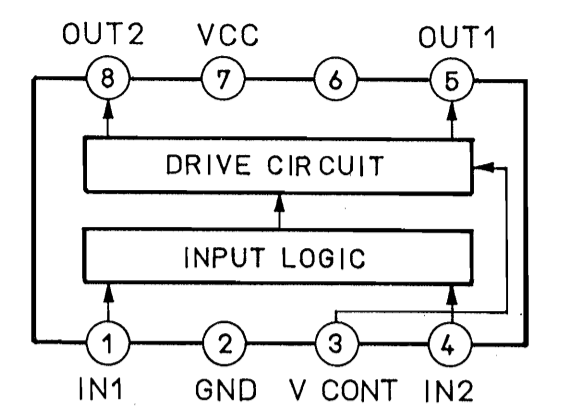 OUT2 VCC OUT1
8 7 6 5
DRIVE CIRCUIT
INPUT LOGIC
1 2 3 4
IN1 GND V CONT IN2